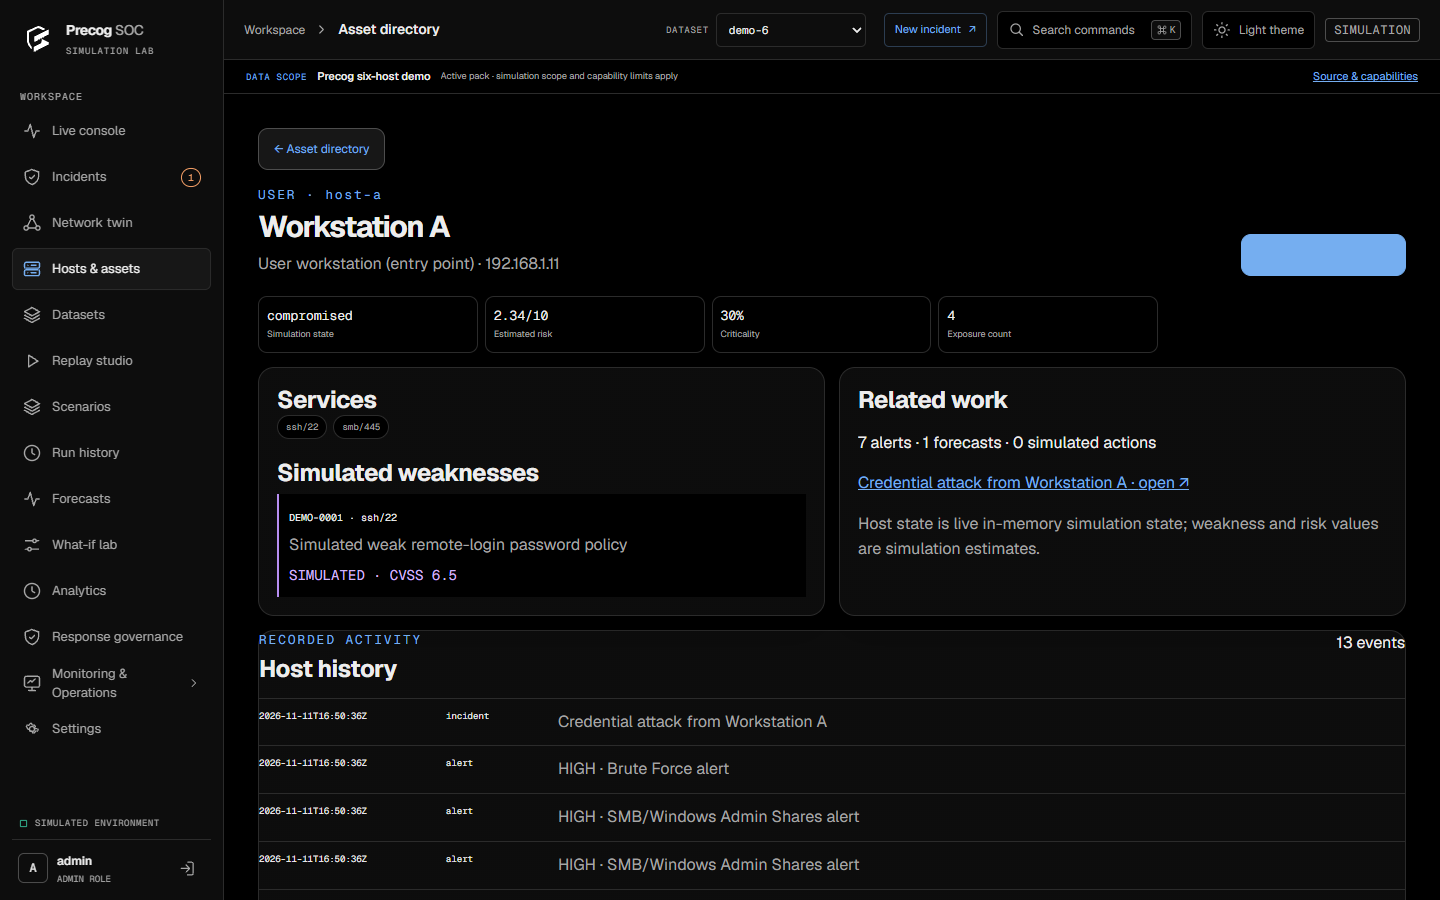 Precog SOC
SIMULATION LAB
WORKSPACE
Live console
Incidents
1
Network twin
Hosts & assets
Datasets
Replay studio
Scenarios
Run history
Forecasts
What-if lab
Analytics
Response governance
Monitoring &
Operations
Settings
SIMULATED ENVIRONMENT
A
admin
ADMIN ROLE
Workspace > Asset directory
DATASET
demo-6
New incident ↗
Search commands
⌘ K
Light theme
SIMULATION
DATA SCOPE Precog six-host demo Active pack · simulation scope and capability limits apply
Source & capabilities
← Asset directory
USER · host-a
Workstation A
User workstation (entry point) · 192.168.1.11
compromised
Simulation state
2.34/10
Estimated risk
30%
Criticality
4
Exposure count
Services
ssh/22
smb/445
Simulated weaknesses
DEMO-0001 · ssh/22
Simulated weak remote-login password policy
SIMULATED · CVSS 6.5
Related work
7 alerts · 1 forecasts · 0 simulated actions
Credential attack from Workstation A · open ↗
Host state is live in-memory simulation state; weakness and risk values
are simulation estimates.
RECORDED ACTIVITY
Host history
13 events
2026-11-11T16:50:36Z incident Credential attack from Workstation A
2026-11-11T16:50:36Z alert HIGH · Brute Force alert
2026-11-11T16:50:36Z alert HIGH · SMB/Windows Admin Shares alert
2026-11-11T16:50:36Z alert HIGH · SMB/Windows Admin Shares alert